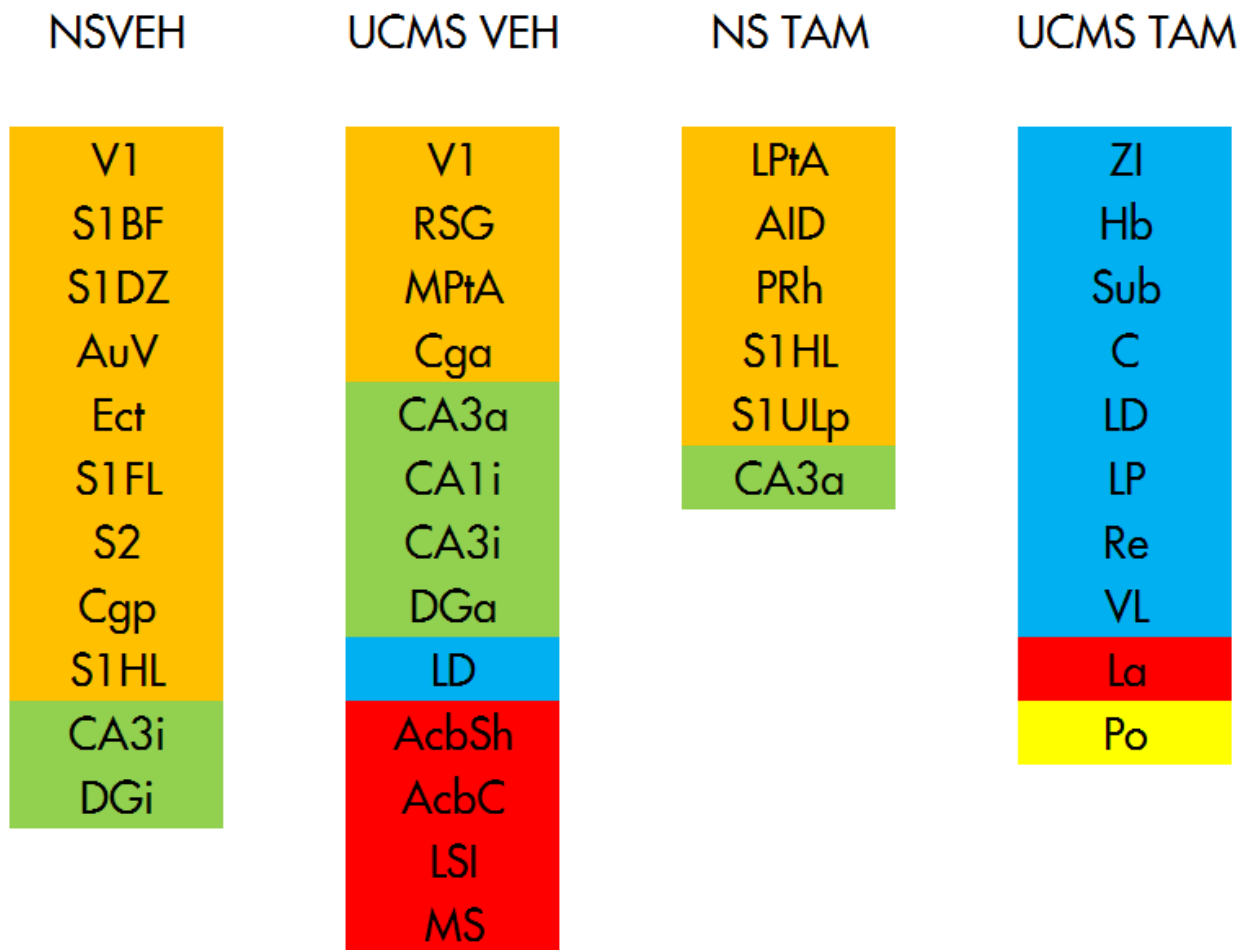 NSVEH UCMS VEH NS TAM UCMS TAM
V1 V1 LPtA ZI
S1BF RSG AID Hb
S1DZ MPtA PRh Sub
AuV Cga S1HL C
Ect CA3a S1ULp LD
S1FL CA1i CA3a LP
S2 CA3i Re
Cgp DGa VL
S1HL LD La
CA3i AcbSh Po
DGi AcbC
LSI
MS